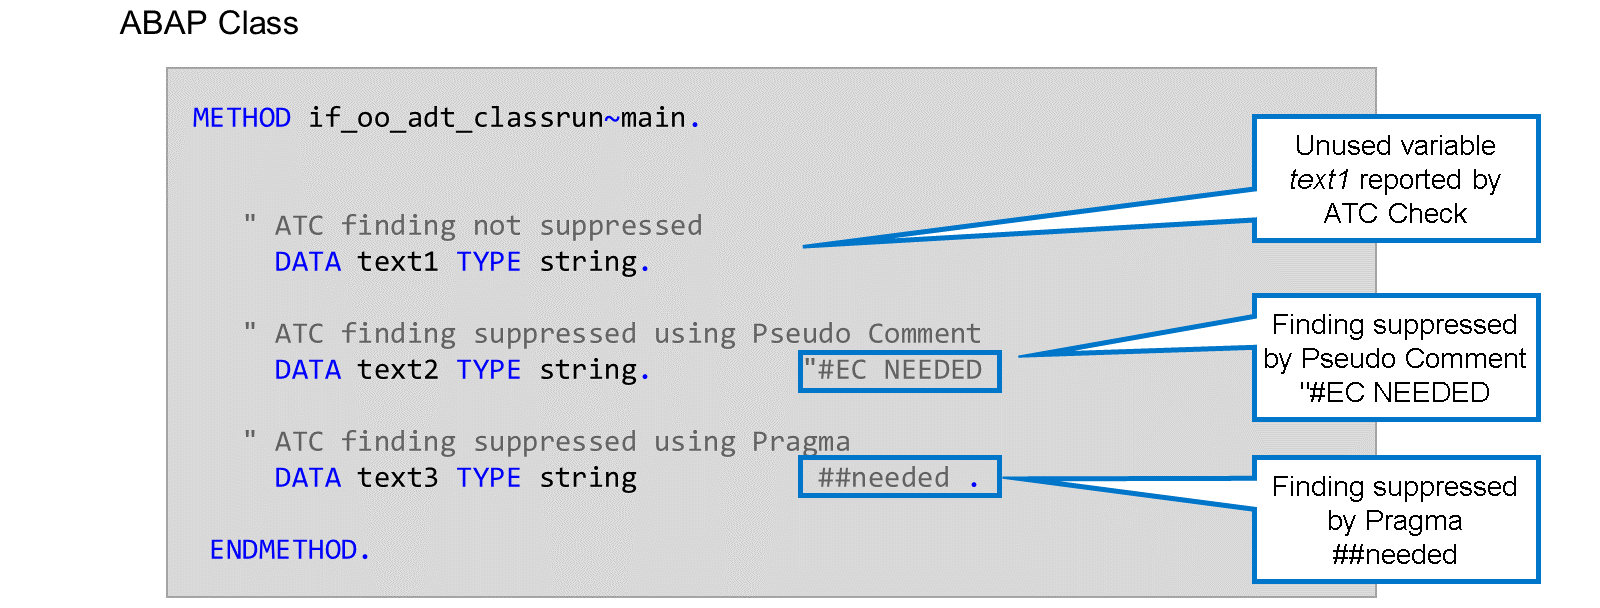 ABAP Class
METHOD if_oo_adt_classrun~main.
" ATC finding not suppressed
DATA text1 TYPE string.
" ATC finding suppressed using Pseudo Comment
DATA text2 TYPE string. "#EC NEEDED
" ATC finding suppressed using Pragma
DATA text3 TYPE string ##needed .
ENDMETHOD.
Unused variable
text1 reported by
ATC Check
Finding suppressed
by Pseudo Comment
"#EC NEEDED
Finding suppressed
by Pragma
##needed